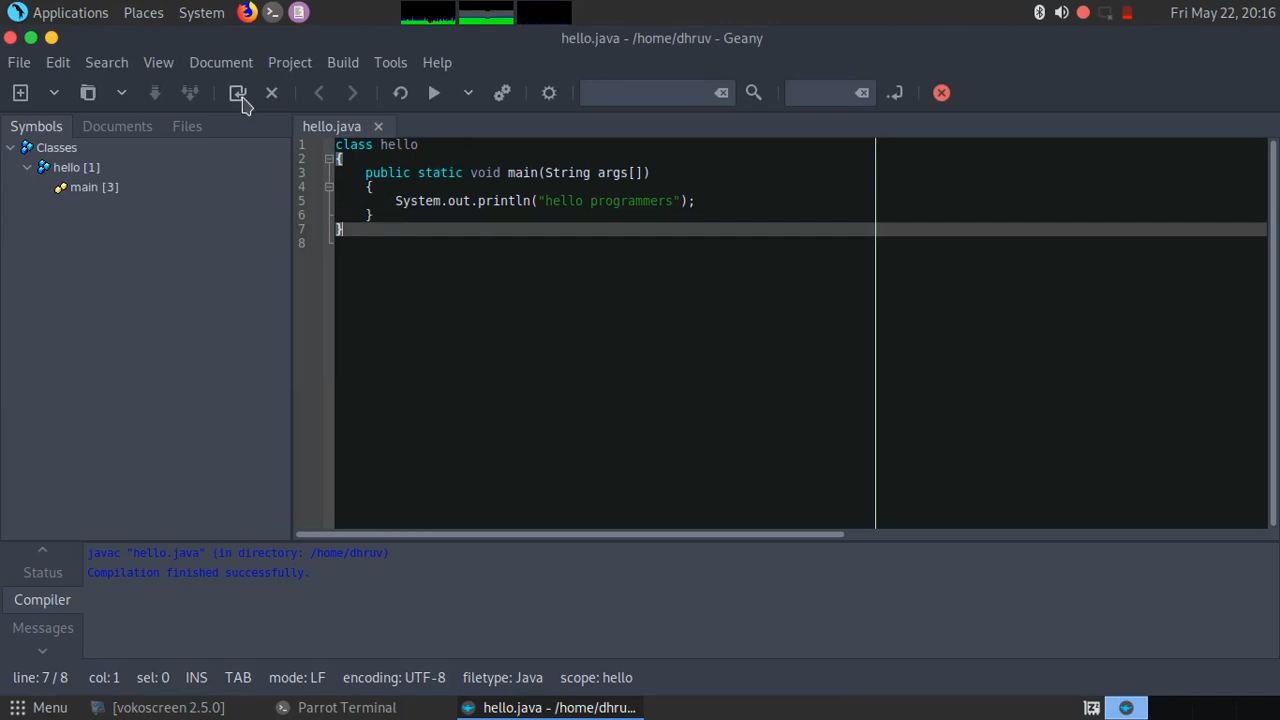 Applications Places System Fri May 22, 20:16
hello.java - /home/dhruv - Geany
File Edit Search View Document Project Build Tools Help
Symbols Documents Files hello.java
Classes
hello [1]
main [3]
1 class hello
2 {
3 public static void main(String args[])
4 {
5 System.out.println("hello programmers");
6 }
7 }
8
javac "hello.java" (in directory: /home/dhruv)
Compilation finished successfully.
Status
Compiler
Messages
line: 7 / 8 col: 1 sel: 0 INS TAB mode: LF encoding: UTF-8 filetype: Java scope: hello
Menu [vokoscreen 2.5.0] Parrot Terminal hello.java - /home/dhru...